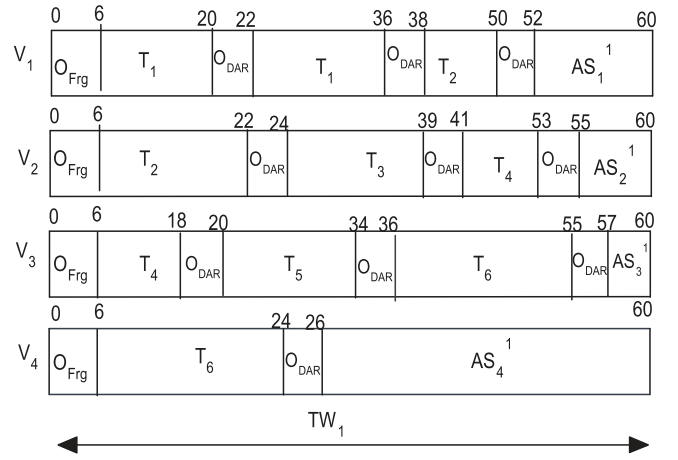 0 6 20 22 36 38 50 52 60
V1 OFrg T1 ODAR T1 ODAR T2 ODAR AS1 1
0 6 22 24 39 41 53 55 60
V2 OFrg T2 ODAR T3 ODAR T4 ODAR AS2 1
0 6 18 20 34 36 55 57 60
V3 OFrg T4 ODAR T5 ODAR T6 ODAR AS3 1
0 6 24 26 60
V4 OFrg T6 ODAR AS4 1
TW1